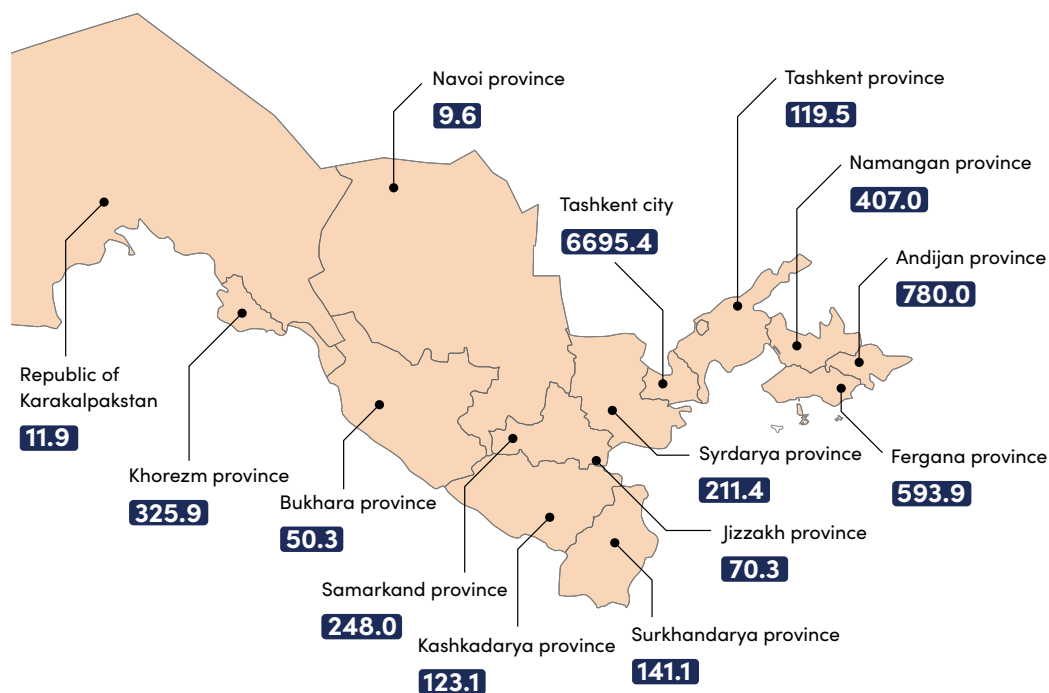 Navoi province
9.6
Tashkent province
119.5
Namangan province
407.0
Tashkent city
6695.4
Andijan province
780.0
Republic of
Karakalpakstan
11.9
Khorezm province
325.9
Bukhara province
50.3
Syrdarya province
211.4
Fergana province
593.9
Jizzakh province
70.3
Samarkand province
248.0
Kashkadarya province
123.1
Surkhandarya province
141.1